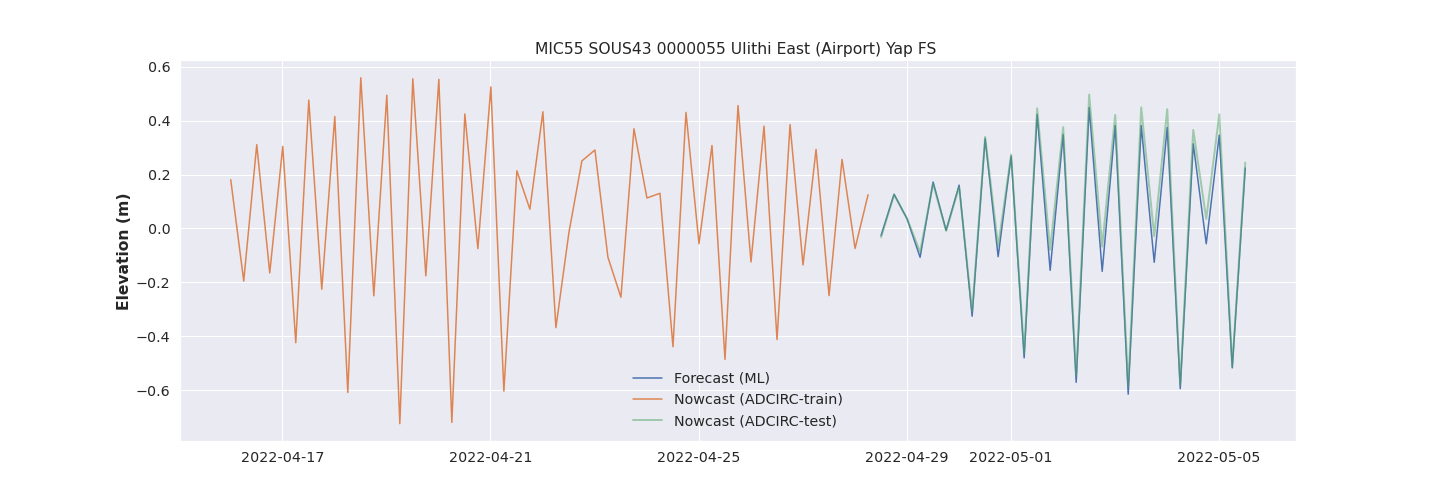 MIC55 SOUS43 0000055 Ulithi East (Airport) Yap FS
Elevation (m)
0.6
0.4
0.2
0.0
−0.2
−0.4
−0.6
Forecast (ML)
Nowcast (ADCIRC-train)
Nowcast (ADCIRC-test)
2022-04-17 2022-04-21 2022-04-25 2022-04-29 2022-05-01 2022-05-05